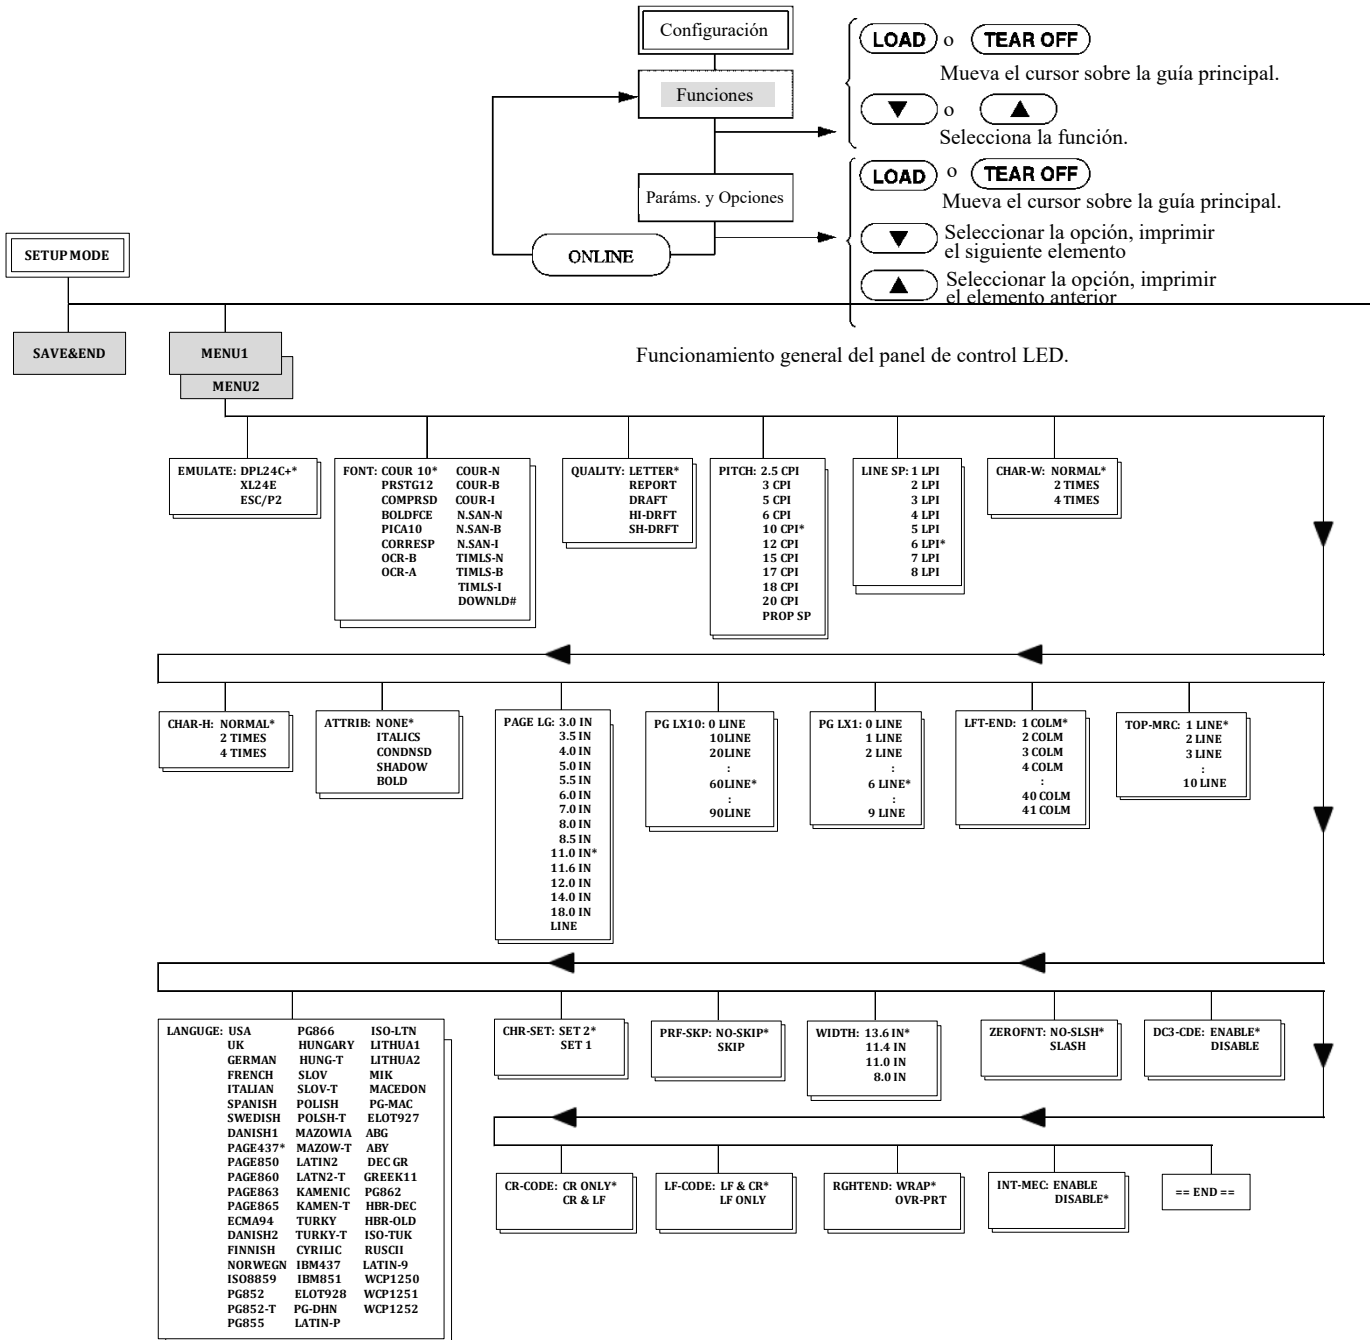 Configuración
LOAD o TEAR OFF
Mueva el cursor sobre la guía principal.
Funciones
▼ o ▲
Selecciona la función.
LOAD o TEAR OFF
Mueva el cursor sobre la guía principal.
Paráms. y Opciones
▼ Seleccionar la opción, imprimir
el siguiente elemento
ONLINE
▲ Seleccionar la opción, imprimir
el elemento anterior
SETUP MODE
SAVE&END
MENU1
MENU2
Funcionamiento general del panel de control LED.
EMULATE: DPL24C+*
XL24E
ESC/P2
FONT: COUR 10* COUR-N
PRSTG12 COUR-B
COMPRSD COUR-I
BOLDFCE N.SAN-N
PICA10 N.SAN-B
CORRESP N.SAN-I
OCR-B TIMLS-N
OCR-A TIMLS-B
TIMLS-I
DOWNLD#
QUALITY: LETTER*
REPORT
DRAFT
HI-DRFT
SH-DRFT
PITCH: 2.5 CPI
3 CPI
5 CPI
6 CPI
10 CPI*
12 CPI
15 CPI
17 CPI
18 CPI
20 CPI
PROP SP
LINE SP: 1 LPI
2 LPI
3 LPI
4 LPI
5 LPI
6 LPI*
7 LPI
8 LPI
CHAR-W: NORMAL*
2 TIMES
4 TIMES
CHAR-H: NORMAL*
2 TIMES
4 TIMES
ATTRIB: NONE*
ITALICS
CONDNSD
SHADOW
BOLD
PAGE LG: 3.0 IN
3.5 IN
4.0 IN
5.0 IN
5.5 IN
6.0 IN
7.0 IN
8.0 IN
8.5 IN
11.0 IN*
11.6 IN
12.0 IN
14.0 IN
18.0 IN
LINE
PG LX10: 0 LINE
10LINE
20LINE
:
60LINE*
:
90LINE
PG LX1: 0 LINE
1 LINE
2 LINE
:
6 LINE*
:
9 LINE
LFT-END: 1 COLM*
2 COLM
3 COLM
4 COLM
:
40 COLM
41 COLM
TOP-MRC: 1 LINE*
2 LINE
3 LINE
:
10 LINE
LANGUGE: USA PG866 ISO-LTN
UK HUNGARY LITHUA1
GERMAN HUNG-T LITHUA2
FRENCH SLOV MIK
ITALIAN SLOV-T MACEDON
SPANISH POLISH PG-MAC
SWEDISH POLSH-T ELOT927
DANISH1 MAZOWIA ABG
PAGE437* MAZOW-T ABY
PAGE850 LATIN2 DEC GR
PAGE860 LATN2-T GREEK11
PAGE863 KAMENIC PG862
PAGE865 KAMEN-T HBR-DEC
ECMA94 TURKY HBR-OLD
DANISH2 TURKY-T ISO-TUK
FINNISH CYRILIC RUSCII
NORWEGN IBM437 LATIN-9
ISO8859 IBM851 WCP1250
PG852 ELOT928 WCP1251
PG852-T PG-DHN WCP1252
PG855 LATIN-P
CHR-SET: SET 2*
SET 1
PRF-SKP: NO-SKIP*
SKIP
WIDTH: 13.6 IN*
11.4 IN
11.0 IN
8.0 IN
ZEROFNT: NO-SLSH*
SLASH
DC3-CDE: ENABLE*
DISABLE
CR-CODE: CR ONLY*
CR & LF
LF-CODE: LF & CR*
LF ONLY
RGHTEND: WRAP*
OVR-PRT
INT-MEC: ENABLE
DISABLE*
== END ==